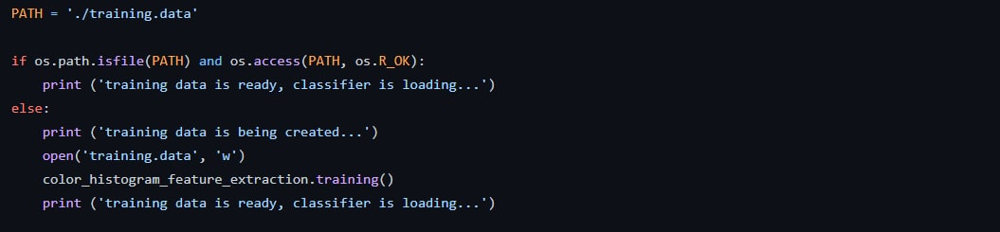 PATH = './training.data'
if os.path.isfile(PATH) and os.access(PATH, os.R_OK):
    print ('training data is ready, classifier is loading...')
else:
    print ('training data is being created...')
    open('training.data', 'w')
    color_histogram_feature_extraction.training()
    print ('training data is ready, classifier is loading...')